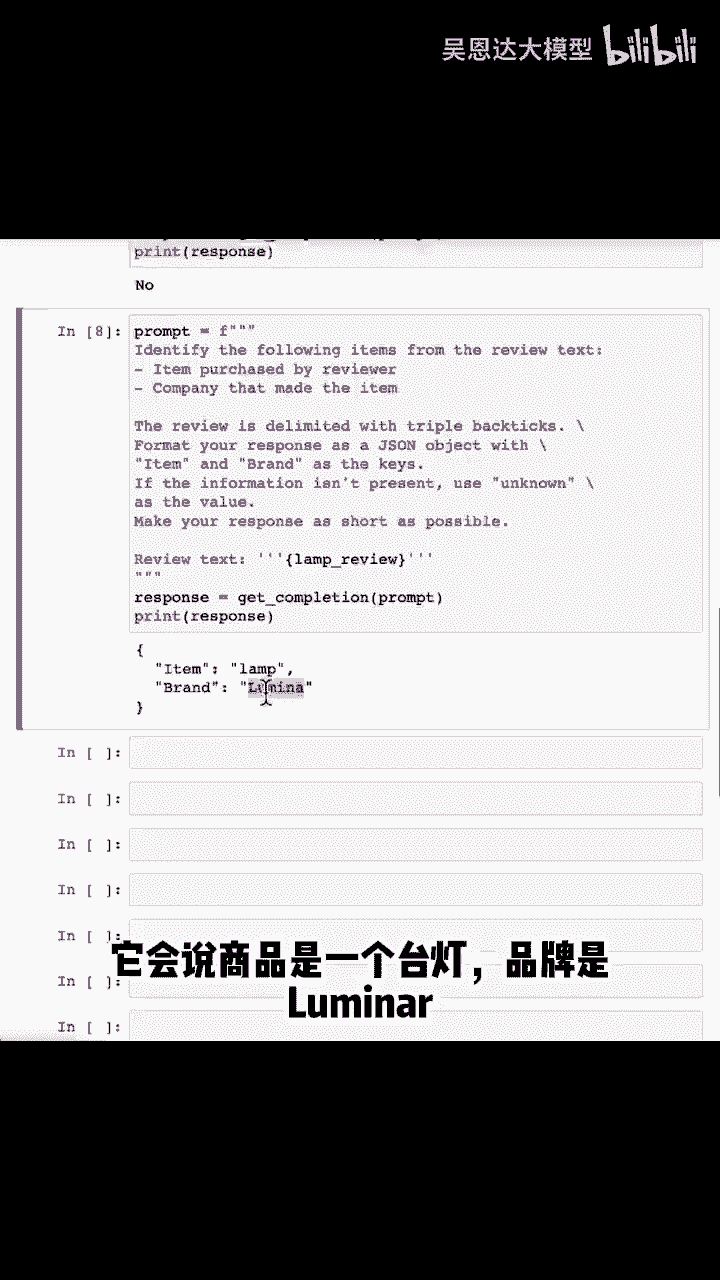 吴恩达大模型 bilibili
print(response)
No
In [8]: prompt = f"""
Identify the following items from the review text:
- Item purchased by reviewer
- Company that made the item
The review is delimited with triple backticks. \
Format your response as a JSON object with \
"Item" and "Brand" as the keys.
If the information isn't present, use "unknown" \
as the value.
Make your response as short as possible.
Review text: '''{lamp_review}'''
"""
response = get_completion(prompt)
print(response)
{
"Item": "lamp",
"Brand": "Lumina"
}
In [ ]:
In [ ]:
In [ ]:
In [ ]:
In [ ]:
In [ ]:
In [ ]:
它会说商品是一个台灯，品牌是
Luminar